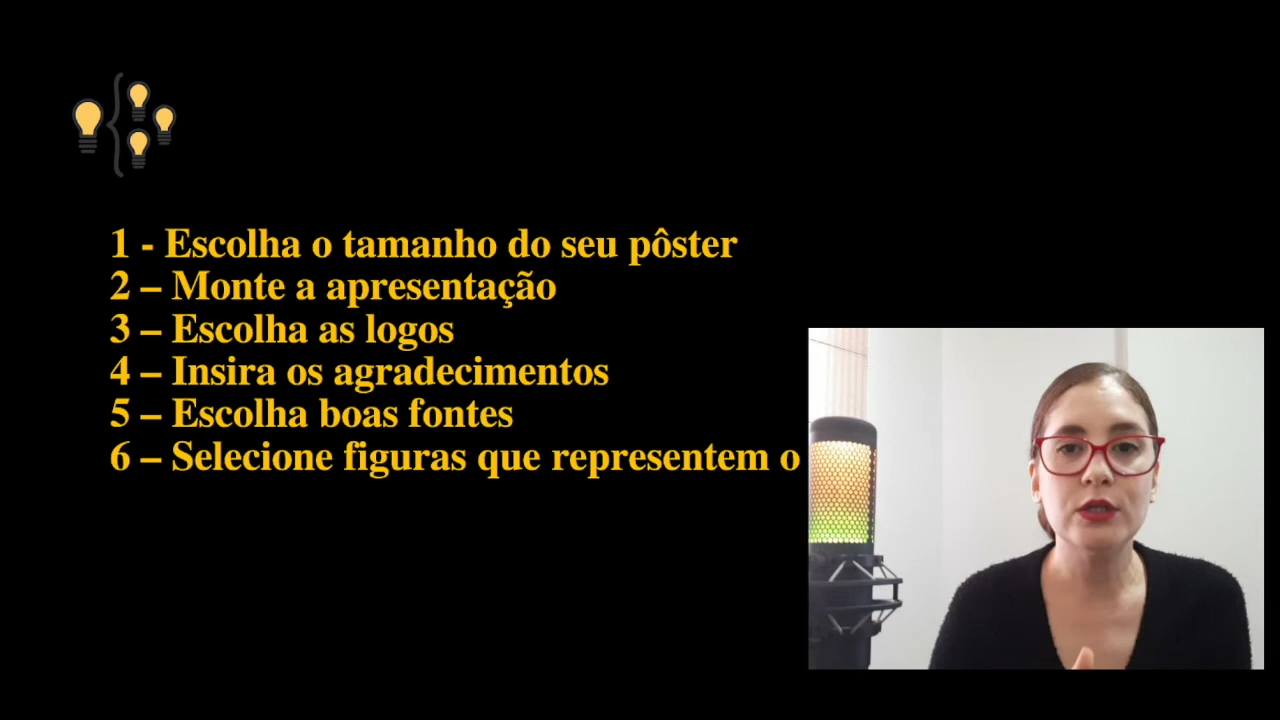 1 - Escolha o tamanho do seu pôster
2 – Monte a apresentação
3 – Escolha as logos
4 – Insira os agradecimentos
5 – Escolha boas fontes
6 – Selecione figuras que representem o